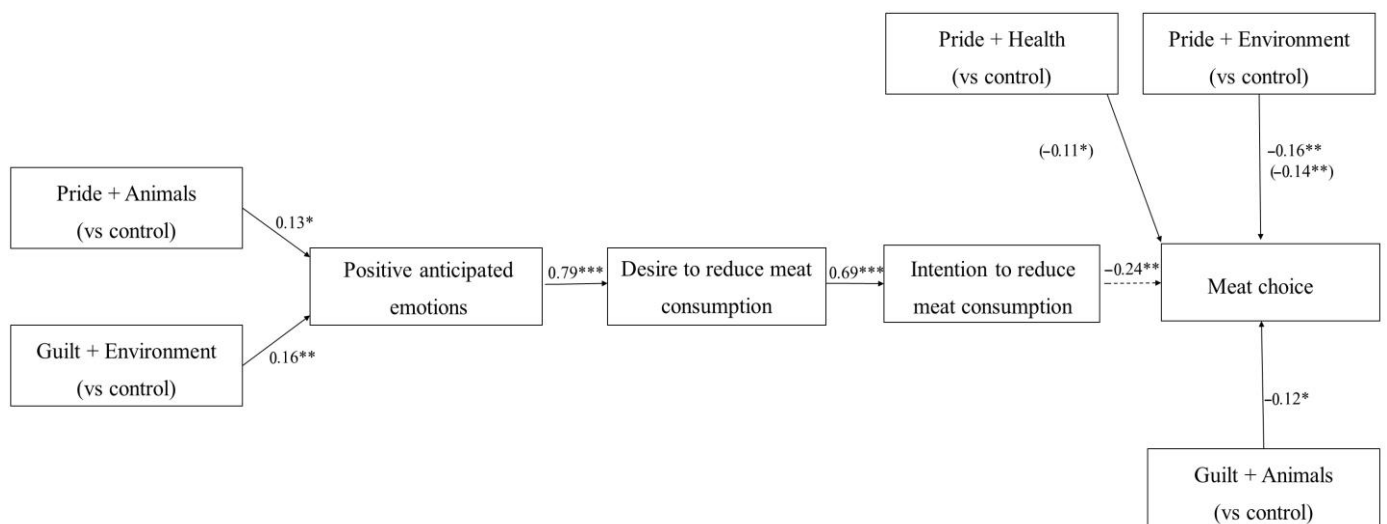 Pride + Health
(vs control)
Pride + Environment
(vs control)
(−0.11*)
−0.16**
(−0.14**)
Pride + Animals
(vs control)
0.13*
Positive anticipated
emotions
0.79***
Desire to reduce meat
consumption
0.69***
Intention to reduce
meat consumption
−0.24**
Meat choice
Guilt + Environment
(vs control)
0.16**
−0.12*
Guilt + Animals
(vs control)